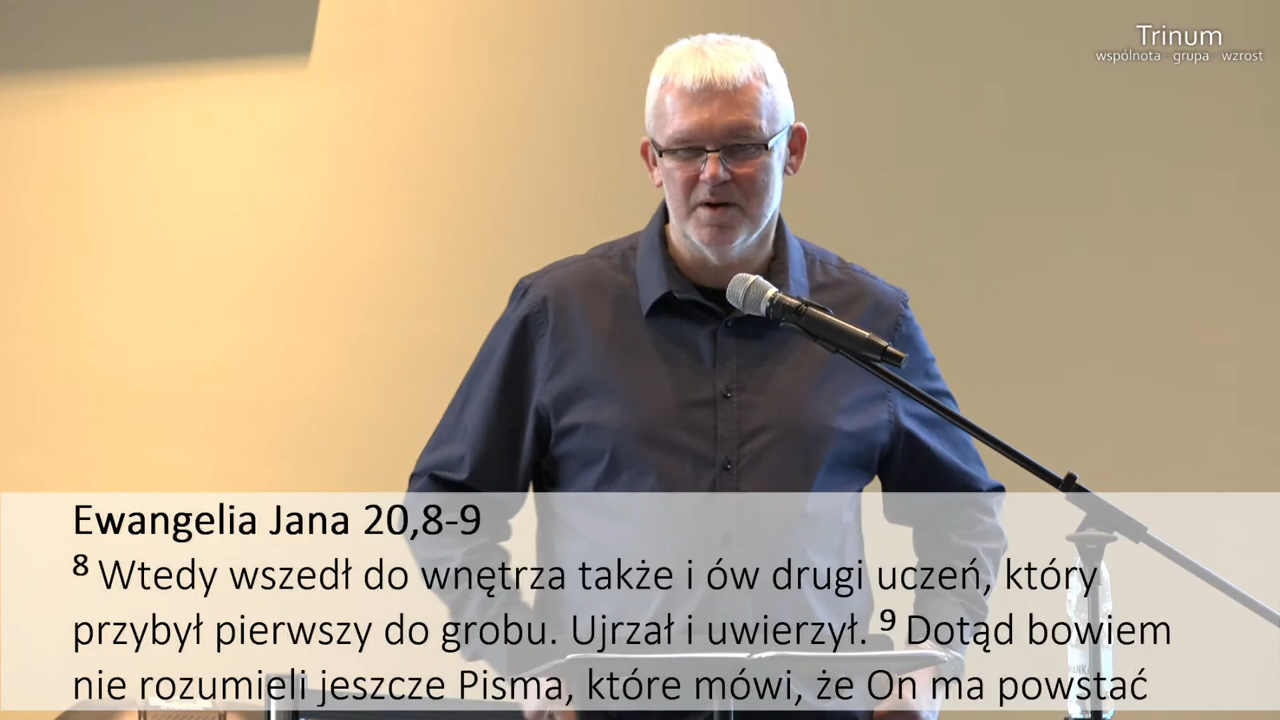 Trinum
wspólnota grupa wzrost
Ewangelia Jana 20,8-9
8 Wtedy wszedł do wnętrza także i ów drugi uczeń, który
przybył pierwszy do grobu. Ujrzał i uwierzył. 9 Dotąd bowiem
nie rozumieli jeszcze Pisma, które mówi, że On ma powstać